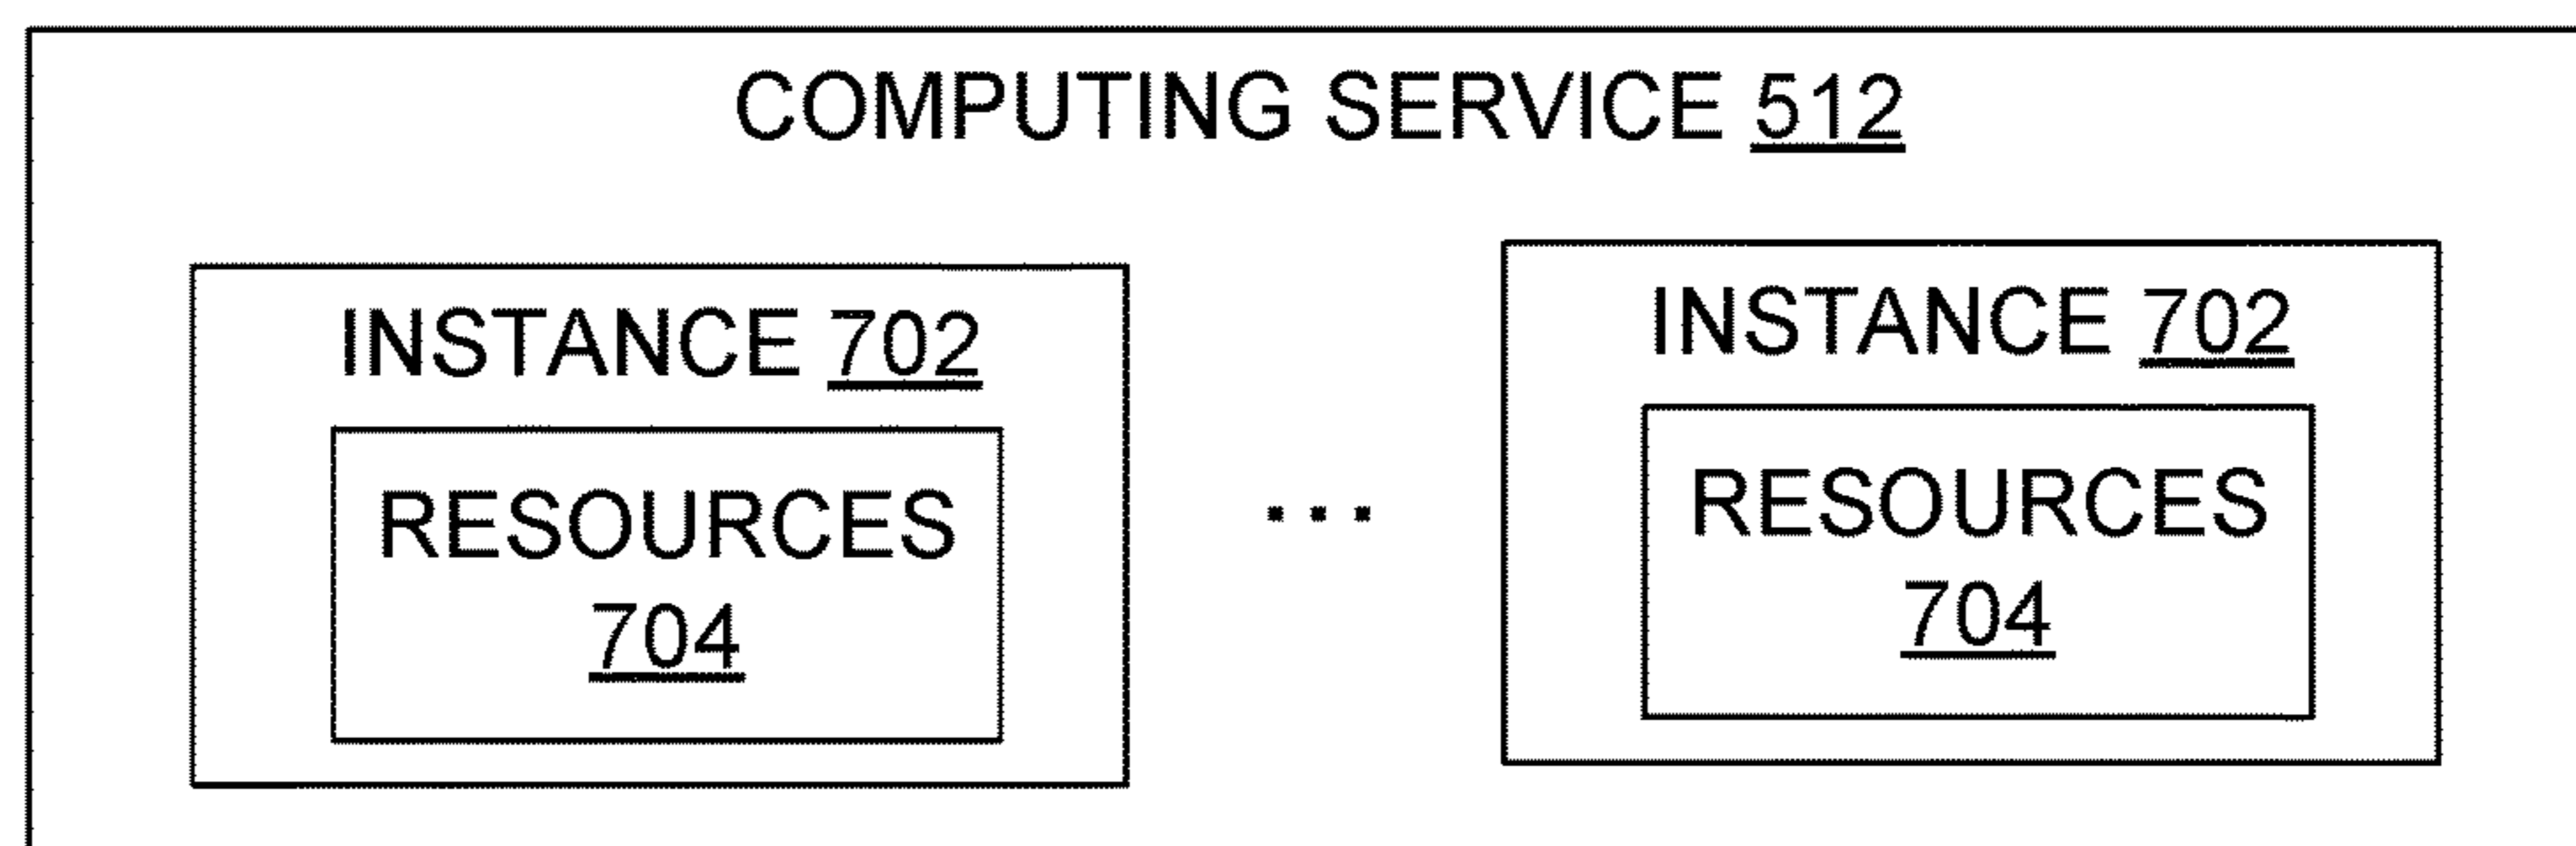 COMPUTING SERVICE 512
INSTANCE 702
RESOURCES
704
...
INSTANCE 702
RESOURCES
704